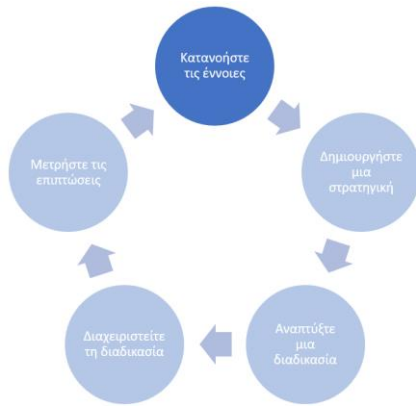 Κατανοήστε
τις έννοιες
Δημιουργήστε
μια
στρατηγική
Αναπτύξτε
μια
διαδικασία
Διαχειριστείτε
τη διαδικασία
Μετρήστε τις
επιπτώσεις